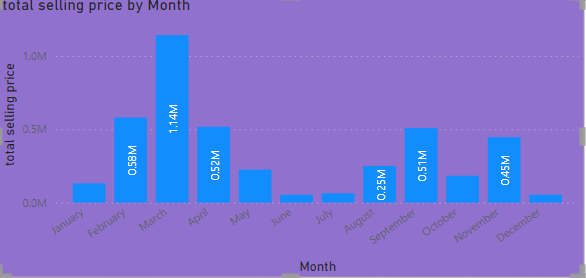 total selling price by Month
total selling price
1.0M
0.5M
0.0M
0.58M
1.14M
0.52M
0.25M
0.51M
0.45M
January
February
March
April
May
June
July
August
September
October
November
December
Month